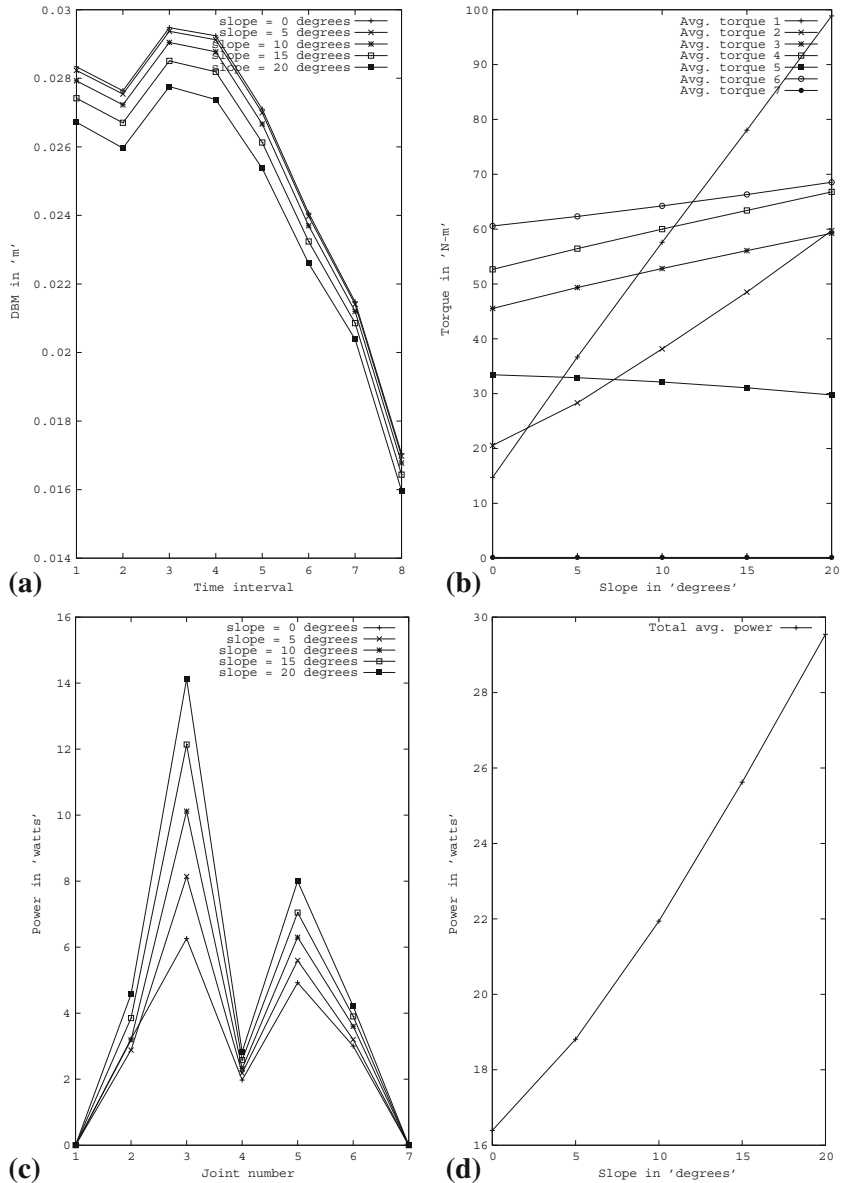 0.03
0.028
0.026
0.024
0.022
0.02
0.018
0.016
0.014
DBM in 'm'
slope = 0 degrees
slope = 5 degrees
slope = 10 degrees
slope = 15 degrees
slope = 20 degrees
1 2 3 4 5 6 7 8
Time interval
(a)
100
90
80
70
60
50
40
30
20
10
0
Torque in 'N-m'
Avg. torque 1
Avg. torque 2
Avg. torque 3
Avg. torque 4
Avg. torque 5
Avg. torque 6
Avg. torque 7
0 5 10 15 20
Slope in 'degrees'
(b)
16
14
12
10
8
6
4
2
0
Power in 'watts'
slope = 0 degrees
slope = 5 degrees
slope = 10 degrees
slope = 15 degrees
slope = 20 degrees
1 2 3 4 5 6 7
Joint number
(c)
30
28
26
24
22
20
18
16
Power in 'watts'
Total avg. power
0 5 10 15 20
Slope in 'degrees'
(d)